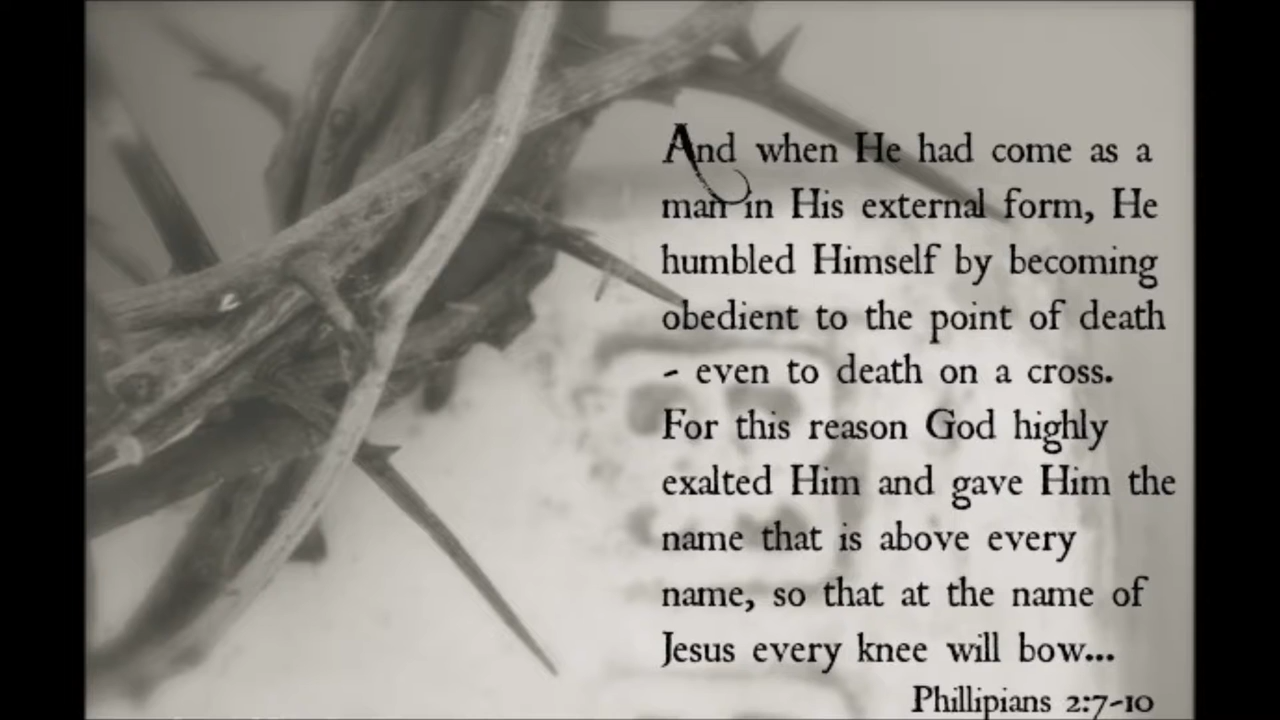 And when He had come as a
man in His external form, He
humbled Himself by becoming
obedient to the point of death
- even to death on a cross.
For this reason God highly
exalted Him and gave Him the
name that is above every
name, so that at the name of
Jesus every knee will bow...
Phillipians 2:7-10